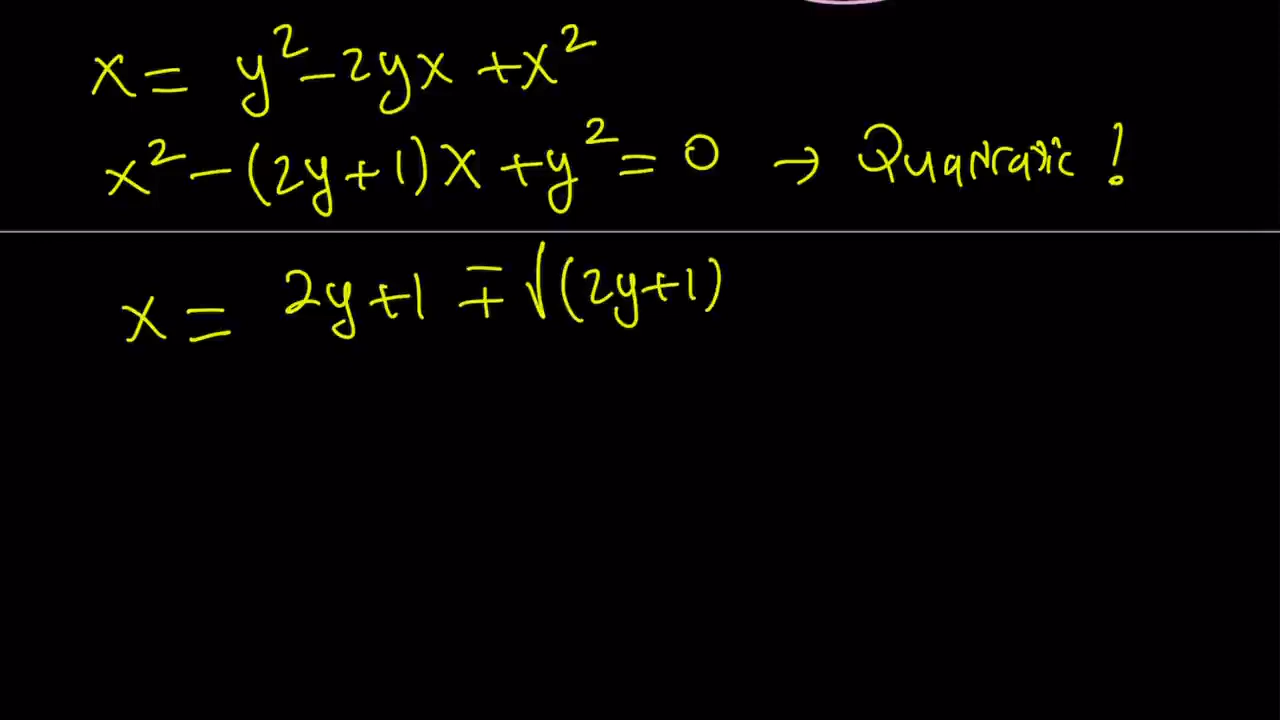 x = y² - 2yx + x²
x² - (2y+1)x + y² = 0 → Quadratic !
x = 2y+1 ∓ √(2y+1)